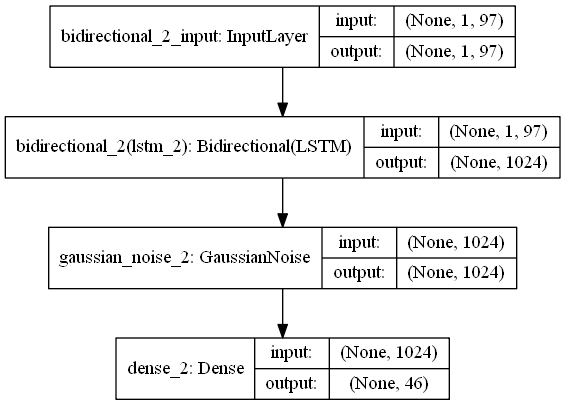 bidirectional_2_input: InputLayer
input: (None, 1, 97)
output: (None, 1, 97)
bidirectional_2(lstm_2): Bidirectional(LSTM)
input: (None, 1, 97)
output: (None, 1024)
gaussian_noise_2: GaussianNoise
input: (None, 1024)
output: (None, 1024)
dense_2: Dense
input: (None, 1024)
output: (None, 46)